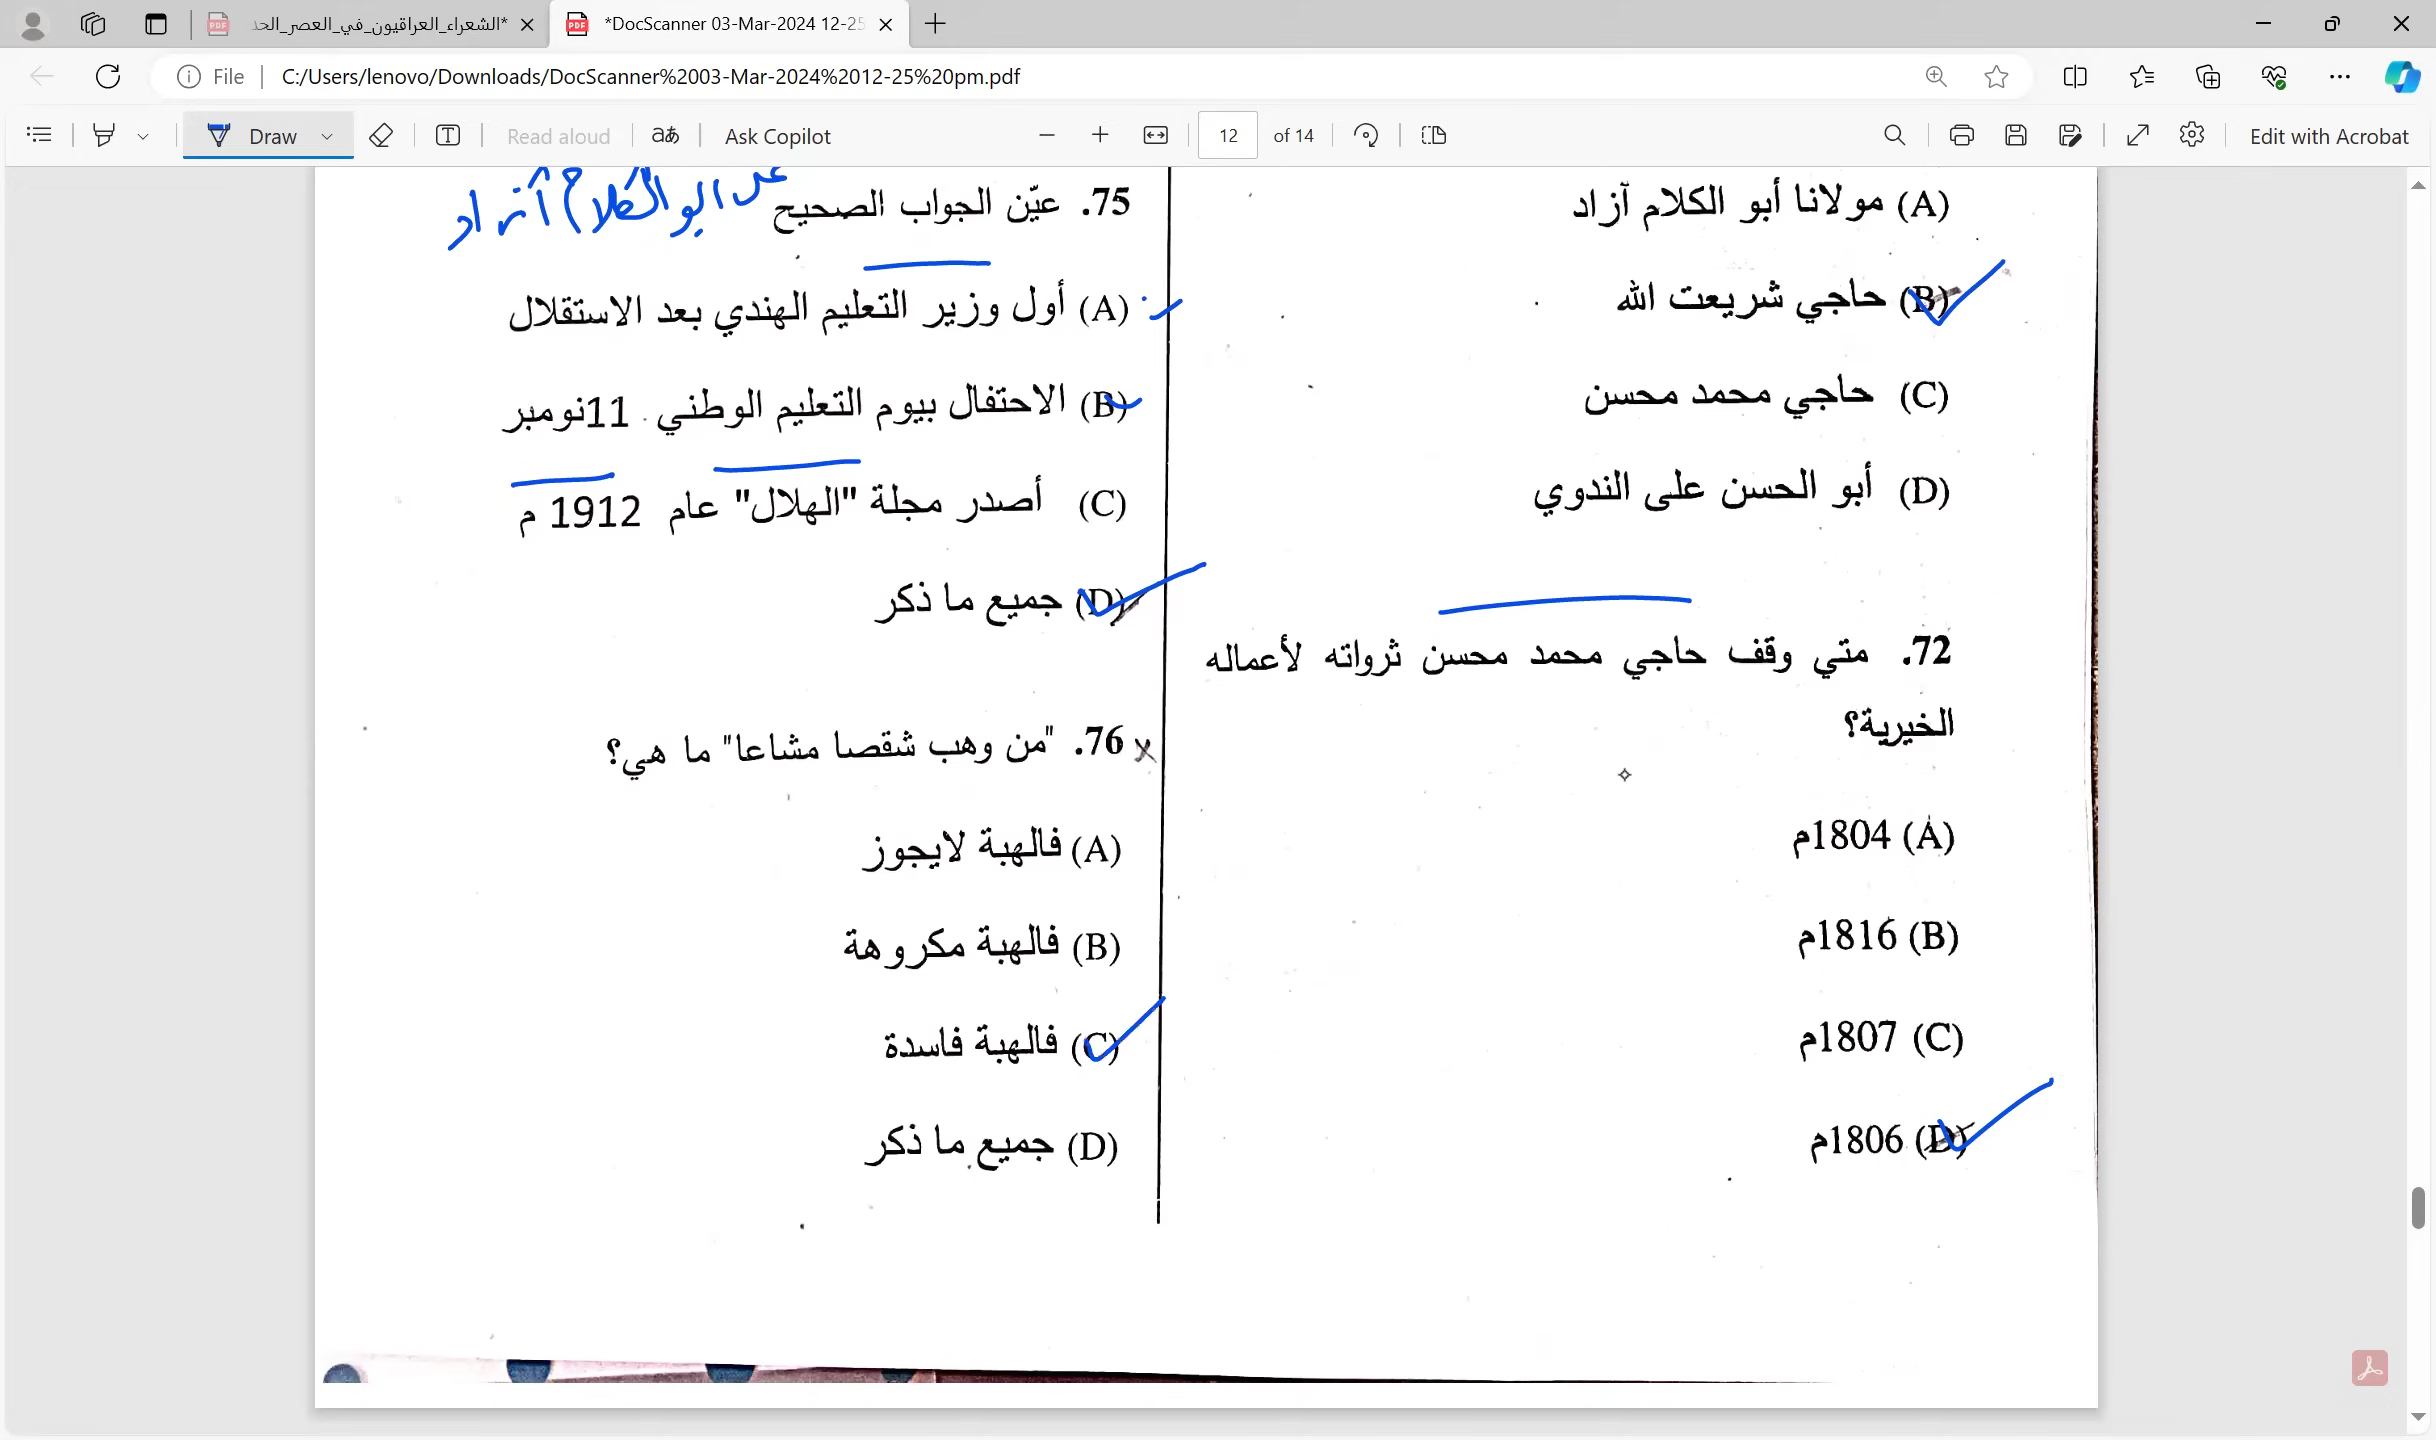 *الشعراء_العراقيون_في_العصر_الحد
*DocScanner 03-Mar-2024 12-25
File
C:/Users/lenovo/Downloads/DocScanner%2003-Mar-2024%2012-25%20pm.pdf
Draw
Read aloud
aあ
Ask Copilot
12 of 14
Edit with Acrobat
(A) مولانا أبو الكلام آزاد
(B) حاجي شريعت الله
(C) حاجي محمد محسن
(D) أبو الحسن على الندوي
72. متي وقف حاجي محمد محسن ثرواته لأعماله
الخيرية؟
(A) 1804م
(B) 1816م
(C) 1807م
(D) 1806م
75. عيّن الجواب الصحيح عن ابو الكلام آزاد
(A) أول وزير التعليم الهندي بعد الاستقلال
(B) الاحتفال بيوم التعليم الوطني 11نومبر
(C) أصدر مجلة "الهلال" عام 1912 م
(D) جميع ما ذكر
76. "من وهب شقصا مشاعا" ما هي؟
(A) فالهبة لايجوز
(B) فالهبة مكروهة
(C) فالهبة فاسدة
(D) جميع ما ذكر